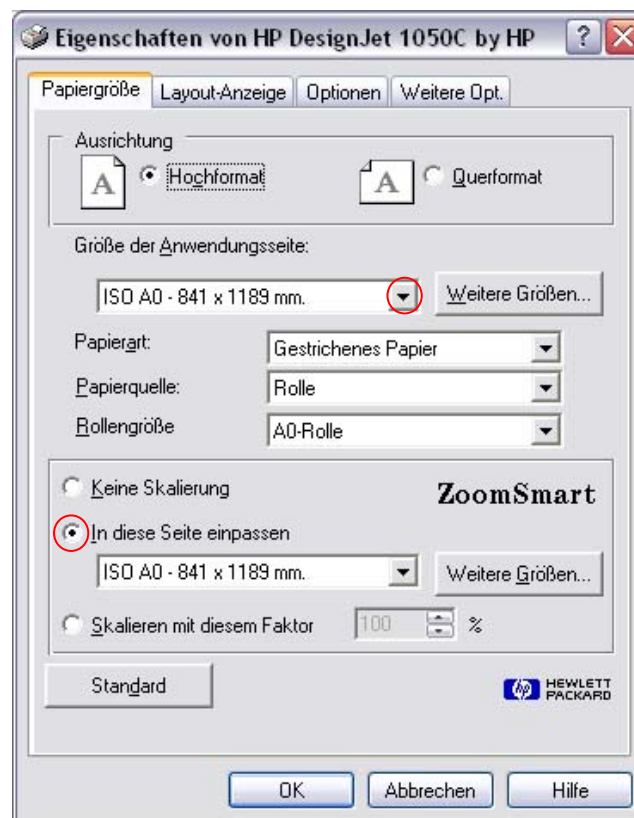 Eigenschaften von HP DesignJet 1050C by HP
Papiergröße Layout-Anzeige Optionen Weitere Opt.
Ausrichtung
A Hochformat A Querformat
Größe der Anwendungsseite:
ISO A0 - 841 x 1189 mm. Weitere Größen...
Papierart: Gestrichenes Papier
Papierquelle: Rolle
Rollengröße A0-Rolle
Keine Skalierung ZoomSmart
In diese Seite einpassen
ISO A0 - 841 x 1189 mm. Weitere Größen...
Skalieren mit diesem Faktor 100 %
Standard hp HEWLETT
PACKARD
OK Abbrechen Hilfe